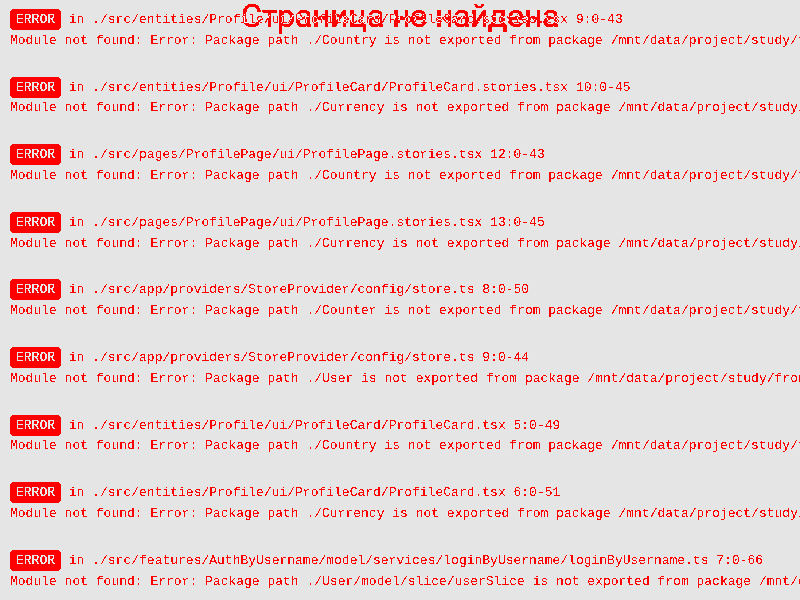 Страница не найдена
ERROR in ./src/entities/Profile/ui/ProfileCard/ProfileCard.stories.tsx 9:0-43
Module not found: Error: Package path ./Country is not exported from package /mnt/data/project/study/
ERROR in ./src/entities/Profile/ui/ProfileCard/ProfileCard.stories.tsx 10:0-45
Module not found: Error: Package path ./Currency is not exported from package /mnt/data/project/study
ERROR in ./src/pages/ProfilePage/ui/ProfilePage.stories.tsx 12:0-43
Module not found: Error: Package path ./Country is not exported from package /mnt/data/project/study/
ERROR in ./src/pages/ProfilePage/ui/ProfilePage.stories.tsx 13:0-45
Module not found: Error: Package path ./Currency is not exported from package /mnt/data/project/study
ERROR in ./src/app/providers/StoreProvider/config/store.ts 8:0-50
Module not found: Error: Package path ./Counter is not exported from package /mnt/data/project/study/
ERROR in ./src/app/providers/StoreProvider/config/store.ts 9:0-44
Module not found: Error: Package path ./User is not exported from package /mnt/data/project/study/fro
ERROR in ./src/entities/Profile/ui/ProfileCard/ProfileCard.tsx 5:0-49
Module not found: Error: Package path ./Country is not exported from package /mnt/data/project/study/
ERROR in ./src/entities/Profile/ui/ProfileCard/ProfileCard.tsx 6:0-51
Module not found: Error: Package path ./Currency is not exported from package /mnt/data/project/study
ERROR in ./src/features/AuthByUsername/model/services/loginByUsername/loginByUsername.ts 7:0-66
Module not found: Error: Package path ./User/model/slice/userSlice is not exported from package /mnt/